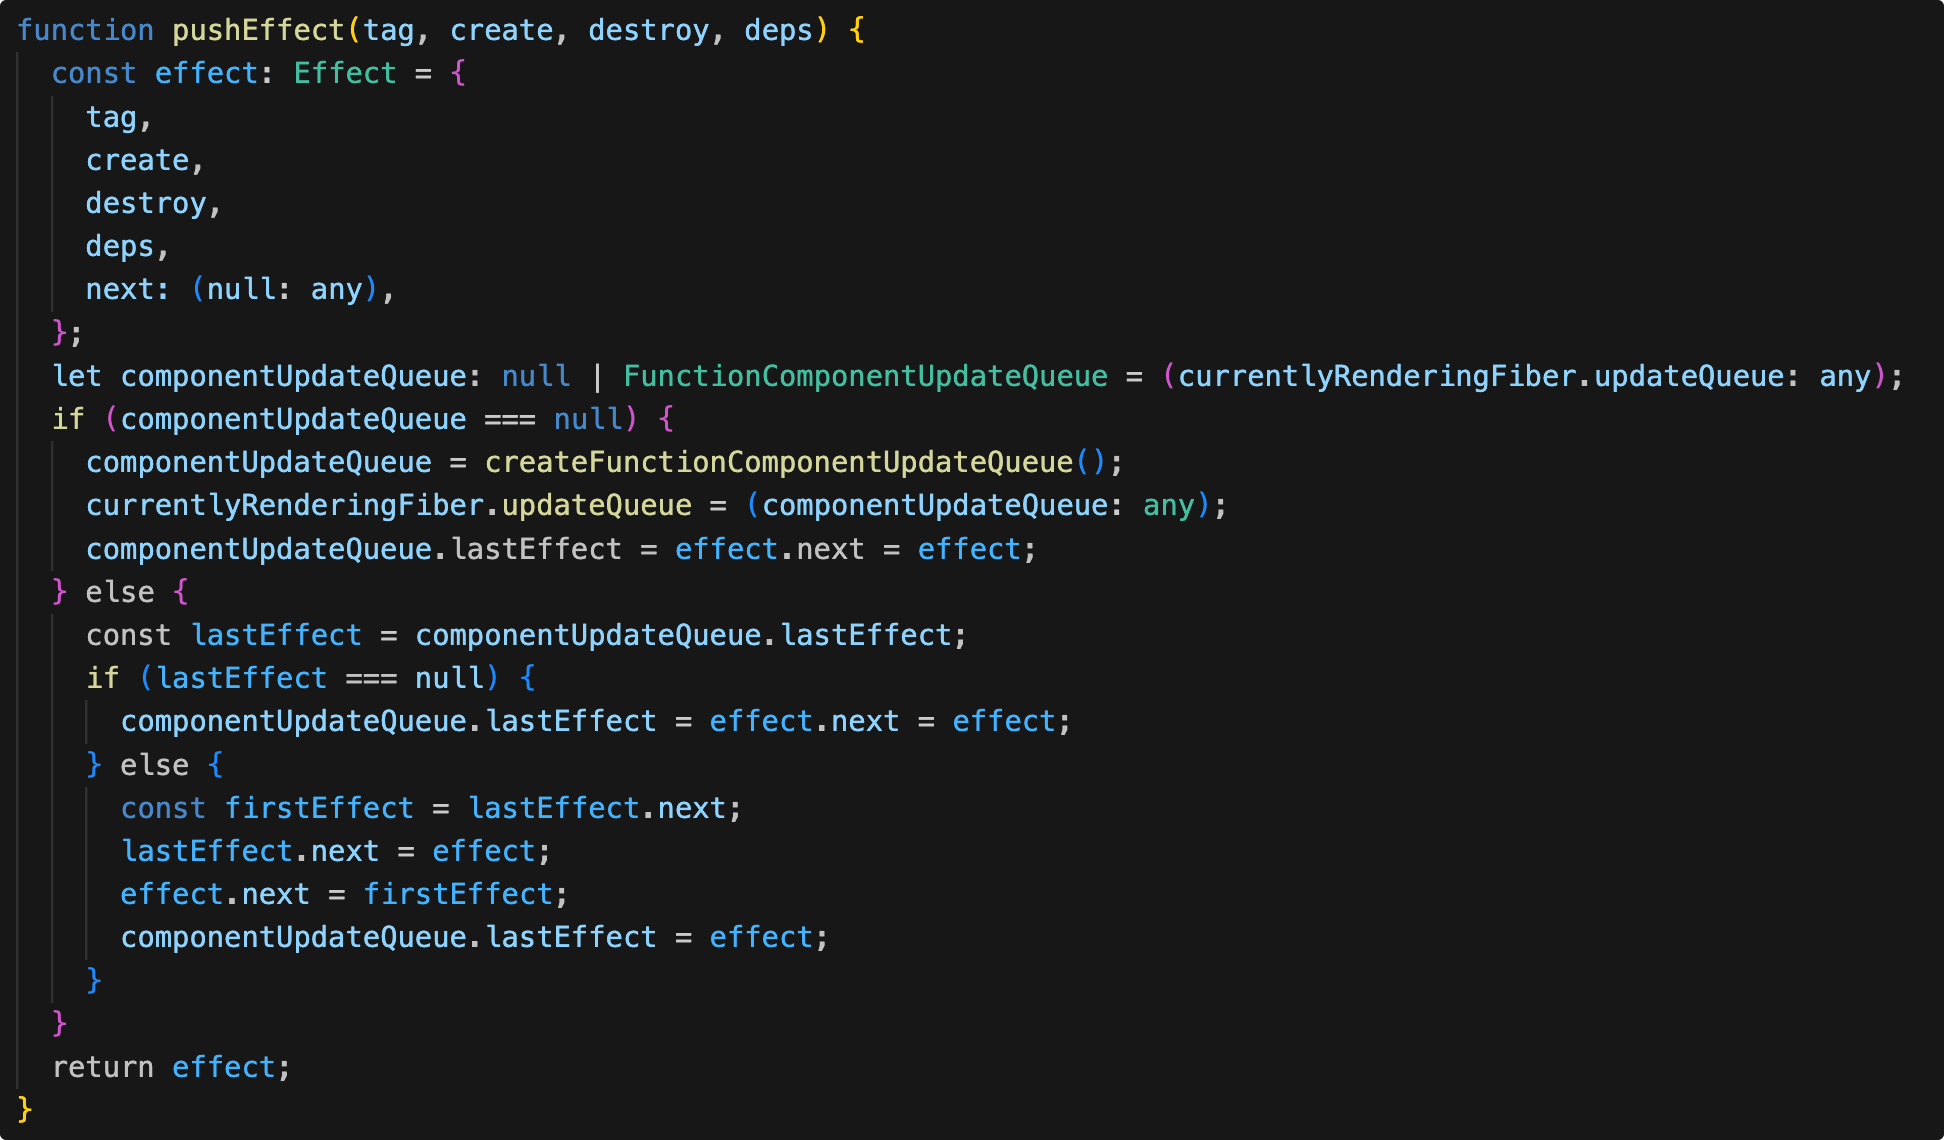 function pushEffect(tag, create, destroy, deps) {
  const effect: Effect = {
    tag,
    create,
    destroy,
    deps,
    next: (null: any),
  };
  let componentUpdateQueue: null | FunctionComponentUpdateQueue = (currentlyRenderingFiber.updateQueue: any);
  if (componentUpdateQueue === null) {
    componentUpdateQueue = createFunctionComponentUpdateQueue();
    currentlyRenderingFiber.updateQueue = (componentUpdateQueue: any);
    componentUpdateQueue.lastEffect = effect.next = effect;
  } else {
    const lastEffect = componentUpdateQueue.lastEffect;
    if (lastEffect === null) {
      componentUpdateQueue.lastEffect = effect.next = effect;
    } else {
      const firstEffect = lastEffect.next;
      lastEffect.next = effect;
      effect.next = firstEffect;
      componentUpdateQueue.lastEffect = effect;
    }
  }
  return effect;
}